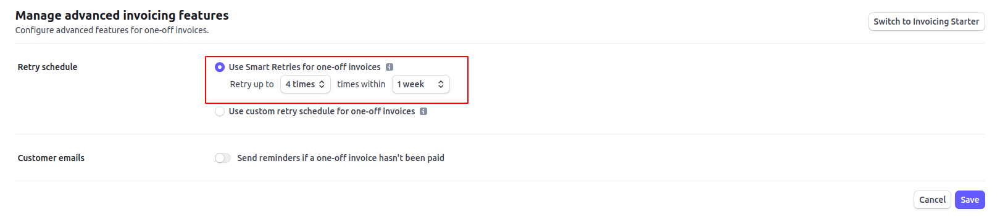 Manage advanced invoicing features
Configure advanced features for one-off invoices.
Switch to Invoicing Starter
Retry schedule
Use Smart Retries for one-off invoices
Retry up to 4 times times within 1 week
Use custom retry schedule for one-off invoices
Customer emails
Send reminders if a one-off invoice hasn't been paid
Cancel
Save